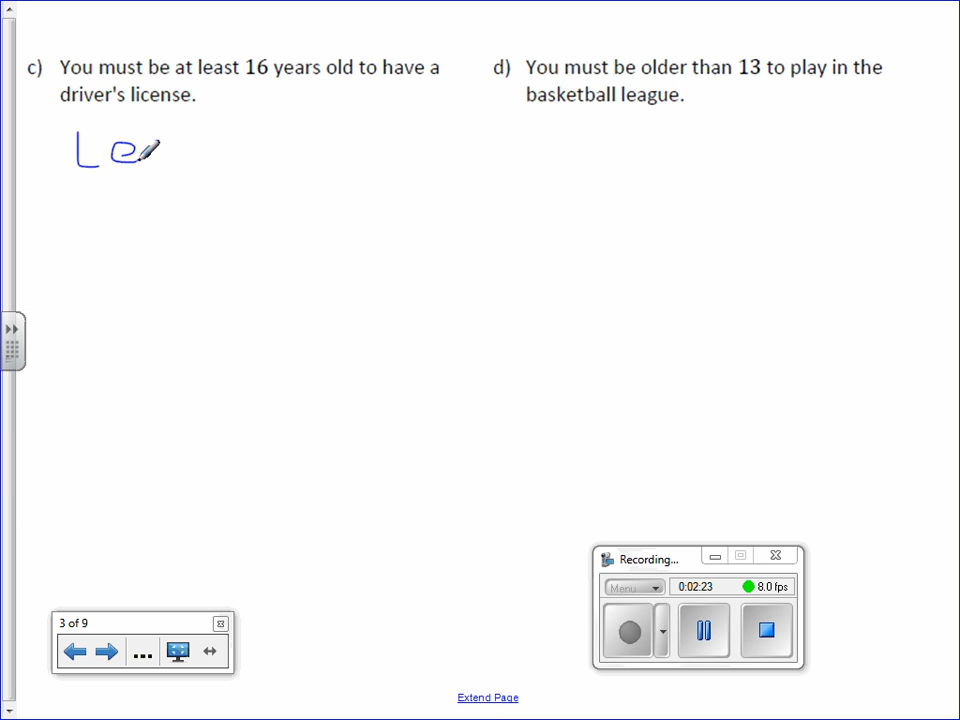 c) You must be at least 16 years old to have a
driver's license.
d) You must be older than 13 to play in the
basketball league.
Le
Recording...
Menu
0:02:23
8.0 fps
3 of 9
...
Extend Page